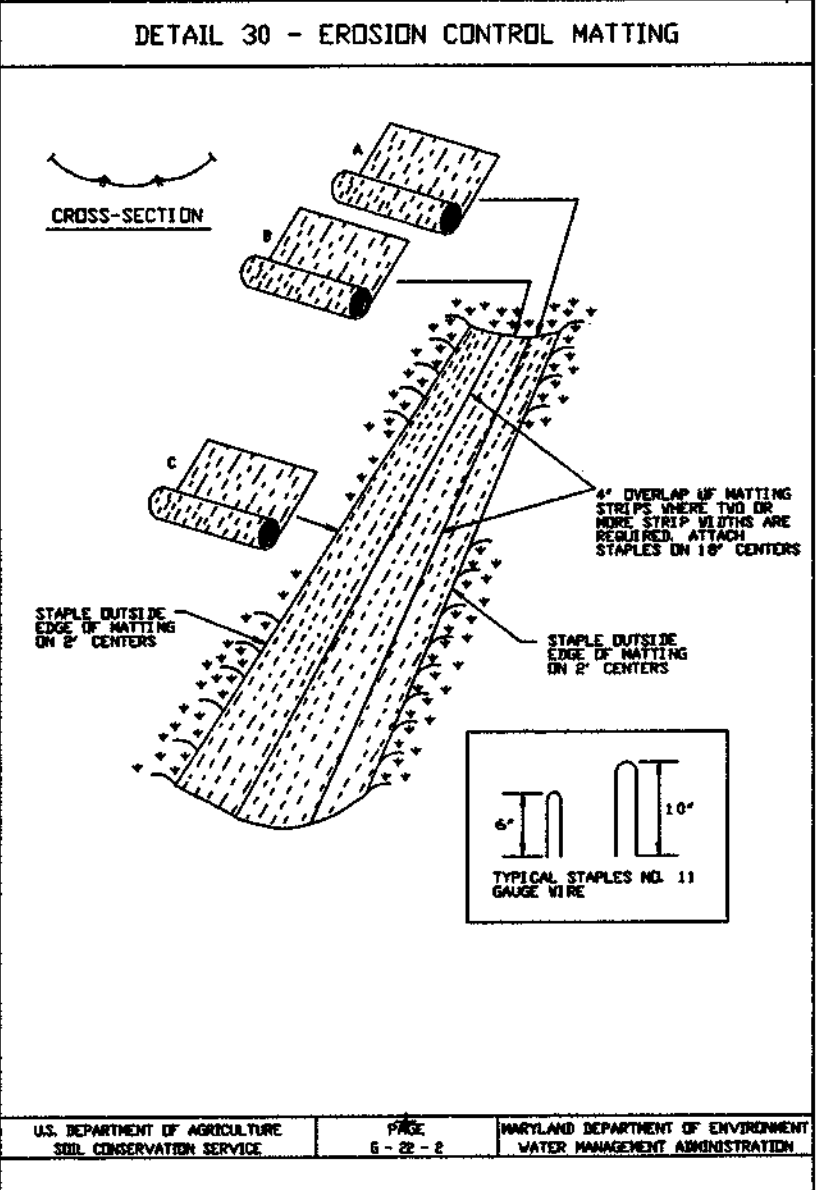 DETAIL 30 - EROSION CONTROL MATTING
CROSS-SECTION
A
B
C
4" OVERLAP OF MATTING
STRIPS WHERE TWO OR
MORE STRIP WIDTHS ARE
REQUIRED. ATTACH
STAPLES ON 18" CENTERS
STAPLE OUTSIDE
EDGE OF MATTING
ON 2' CENTERS
STAPLE OUTSIDE
EDGE OF MATTING
ON 2' CENTERS
6"
10"
TYPICAL STAPLES NO. 11
GAUGE WIRE
U.S. DEPARTMENT OF AGRICULTURE
SOIL CONSERVATION SERVICE
PAGE
G - 22 - 2
MARYLAND DEPARTMENT OF ENVIRONMENT
WATER MANAGEMENT ADMINISTRATION